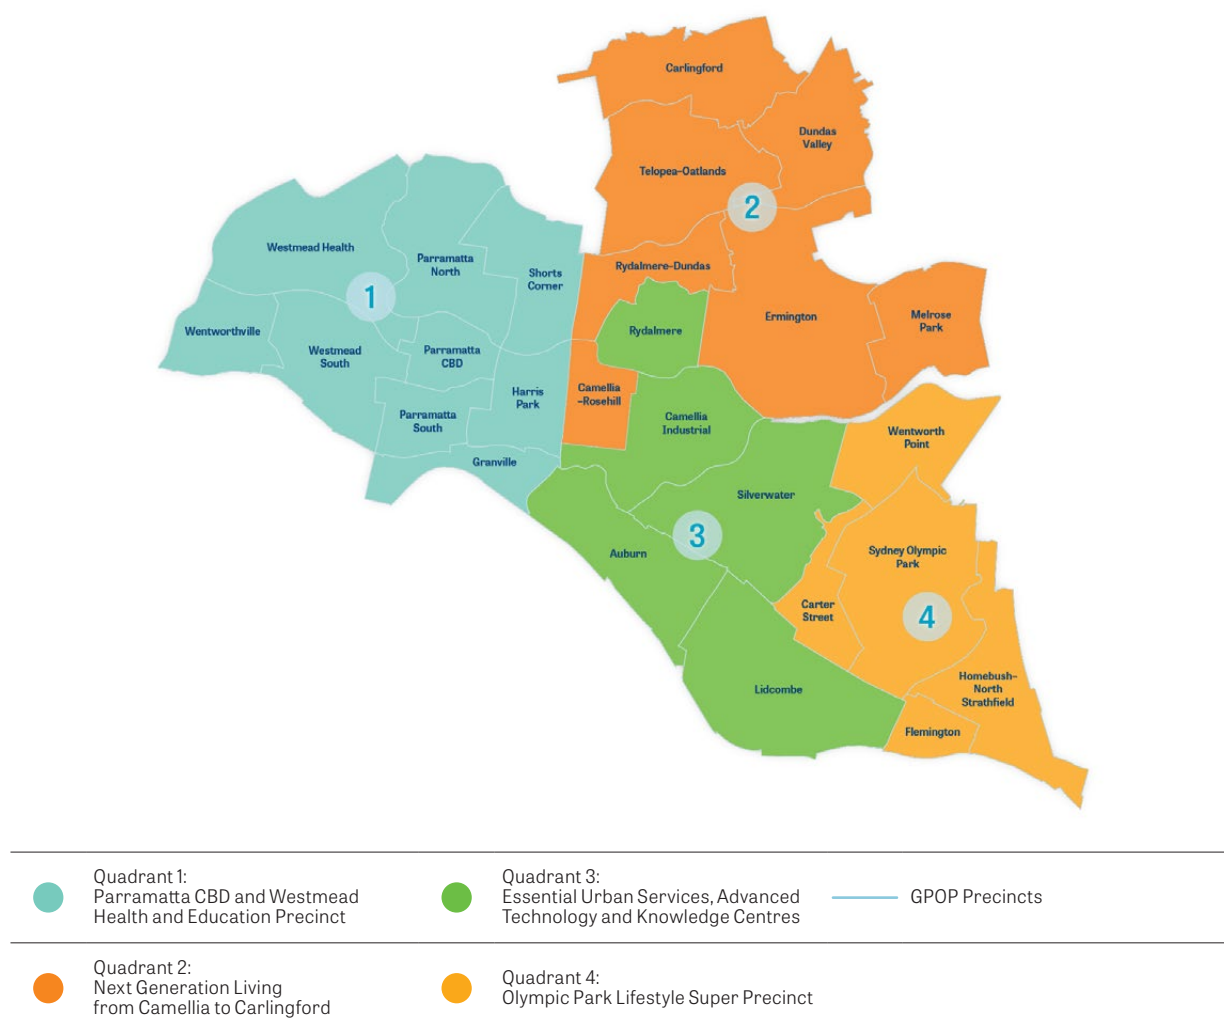 Carlingford
Dundas
Valley
Telopea-Oatlands
2
Westmead Health
Parramatta
North
Shorts
Corner
Rydalmere-Dundas
1
Wentworthville
Westmead
South
Parramatta
CBD
Rydalmere
Ermington
Melrose
Park
Harris
Park
Camellia
-Rosehill
Parramatta
South
Camellia
Industrial
Wentworth
Point
Granville
Silverwater
3
Auburn
Sydney Olympic
Park
Carter
Street
4
Lidcombe
Homebush-
North
Strathfield
Flemington
Quadrant 1:
Parramatta CBD and Westmead
Health and Education Precinct
Quadrant 3:
Essential Urban Services, Advanced
Technology and Knowledge Centres
GPOP Precincts
Quadrant 2:
Next Generation Living
from Camellia to Carlingford
Quadrant 4:
Olympic Park Lifestyle Super Precinct